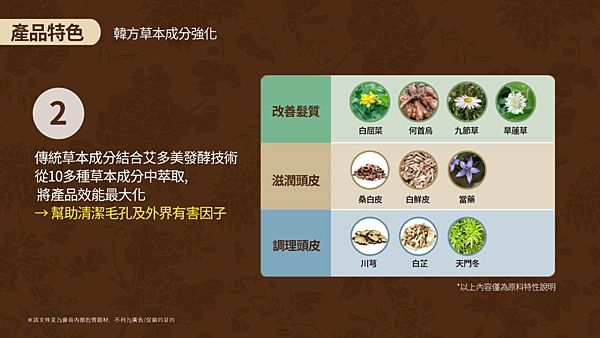 產品特色
韓方草本成分強化
2
傳統草本成分結合艾多美發酵技術
從10多種草本成分中萃取,
將產品效能最大化
→ 幫助清潔毛孔及外界有害因子
改善髮質
白屈菜
何首烏
九節草
旱蓮草
滋潤頭皮
桑白皮
白鮮皮
當藥
調理頭皮
川芎
白芷
天門冬
*以上內容僅為原料特性說明
※該文件是為會員內部教育題材，不時為廣告/促銷的目的